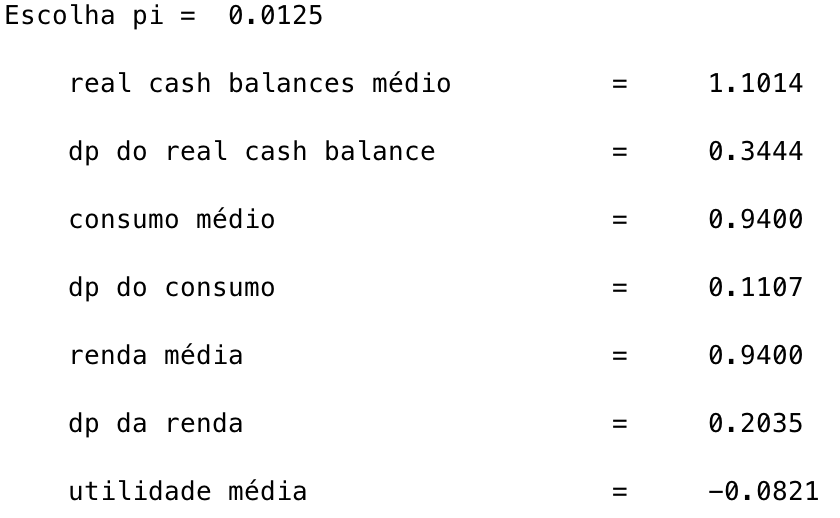 Escolha pi =  0.0125
real cash balances médio = 1.1014
dp do real cash balance = 0.3444
consumo médio = 0.9400
dp do consumo = 0.1107
renda média = 0.9400
dp da renda = 0.2035
utilidade média = -0.0821